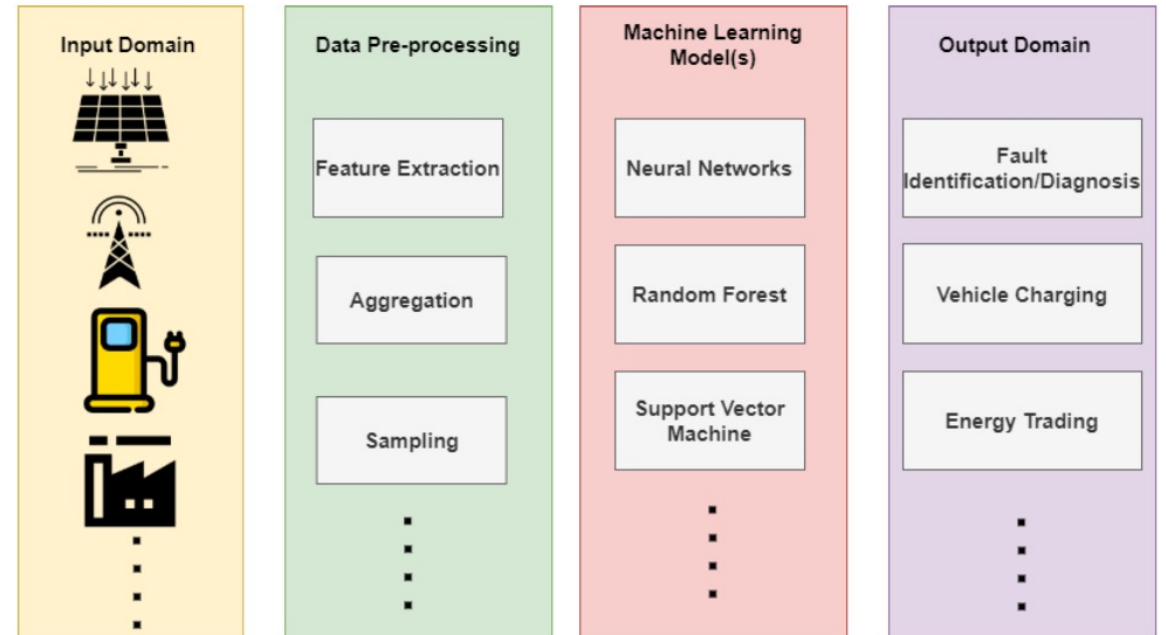 Input Domain
Data Pre-processing
Machine Learning
Model(s)
Output Domain
Feature Extraction
Neural Networks
Fault
Identification/Diagnosis
Aggregation
Random Forest
Vehicle Charging
Sampling
Support Vector
Machine
Energy Trading